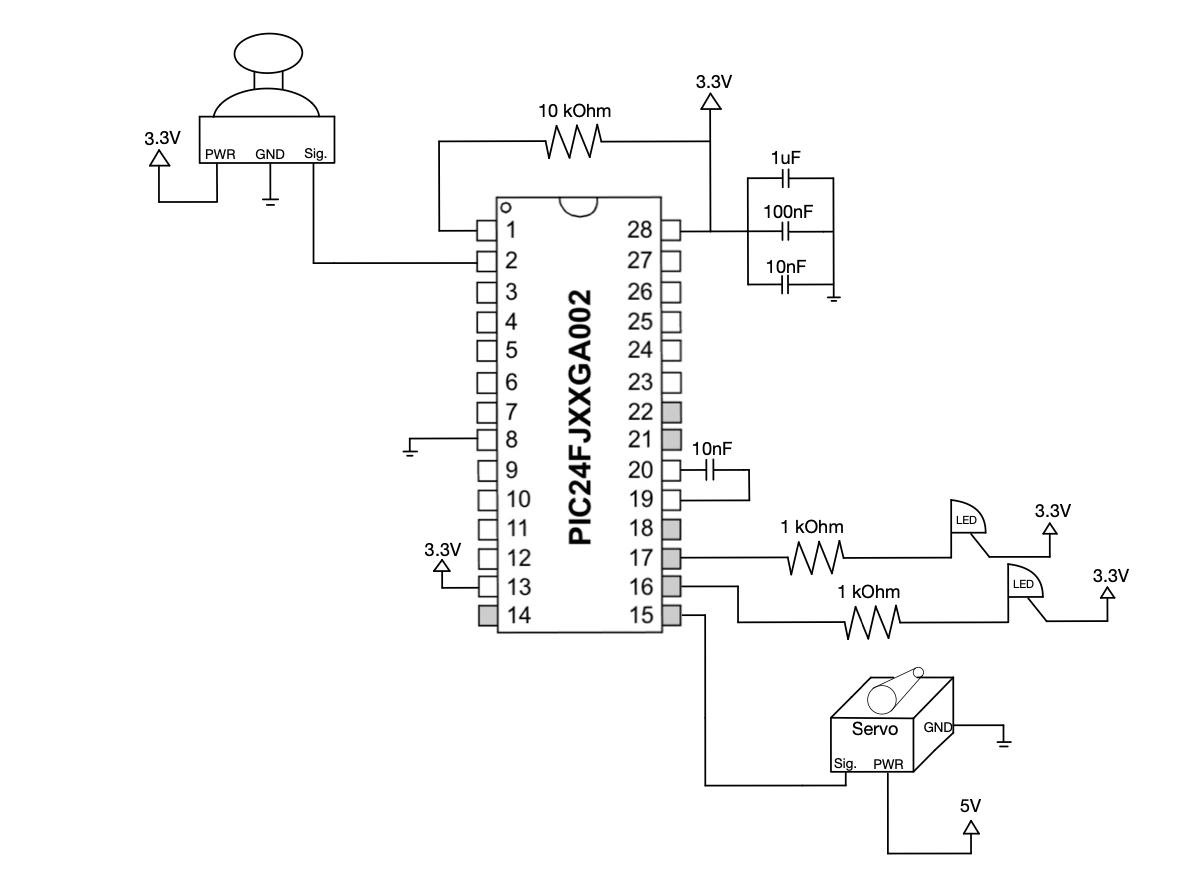 3.3V
10 kOhm
3.3V
PWR GND Sig.
1uF
100nF
10nF
1 28
2 27
3 26
4 25
5 24
6 23
7 22
8 21
9 20
10 19
11 18
12 17
13 16
14 15
PIC24FJXXGA002
10nF
3.3V
1 kOhm
LED
3.3V
1 kOhm
LED
3.3V
Servo
GND
Sig. PWR
5V